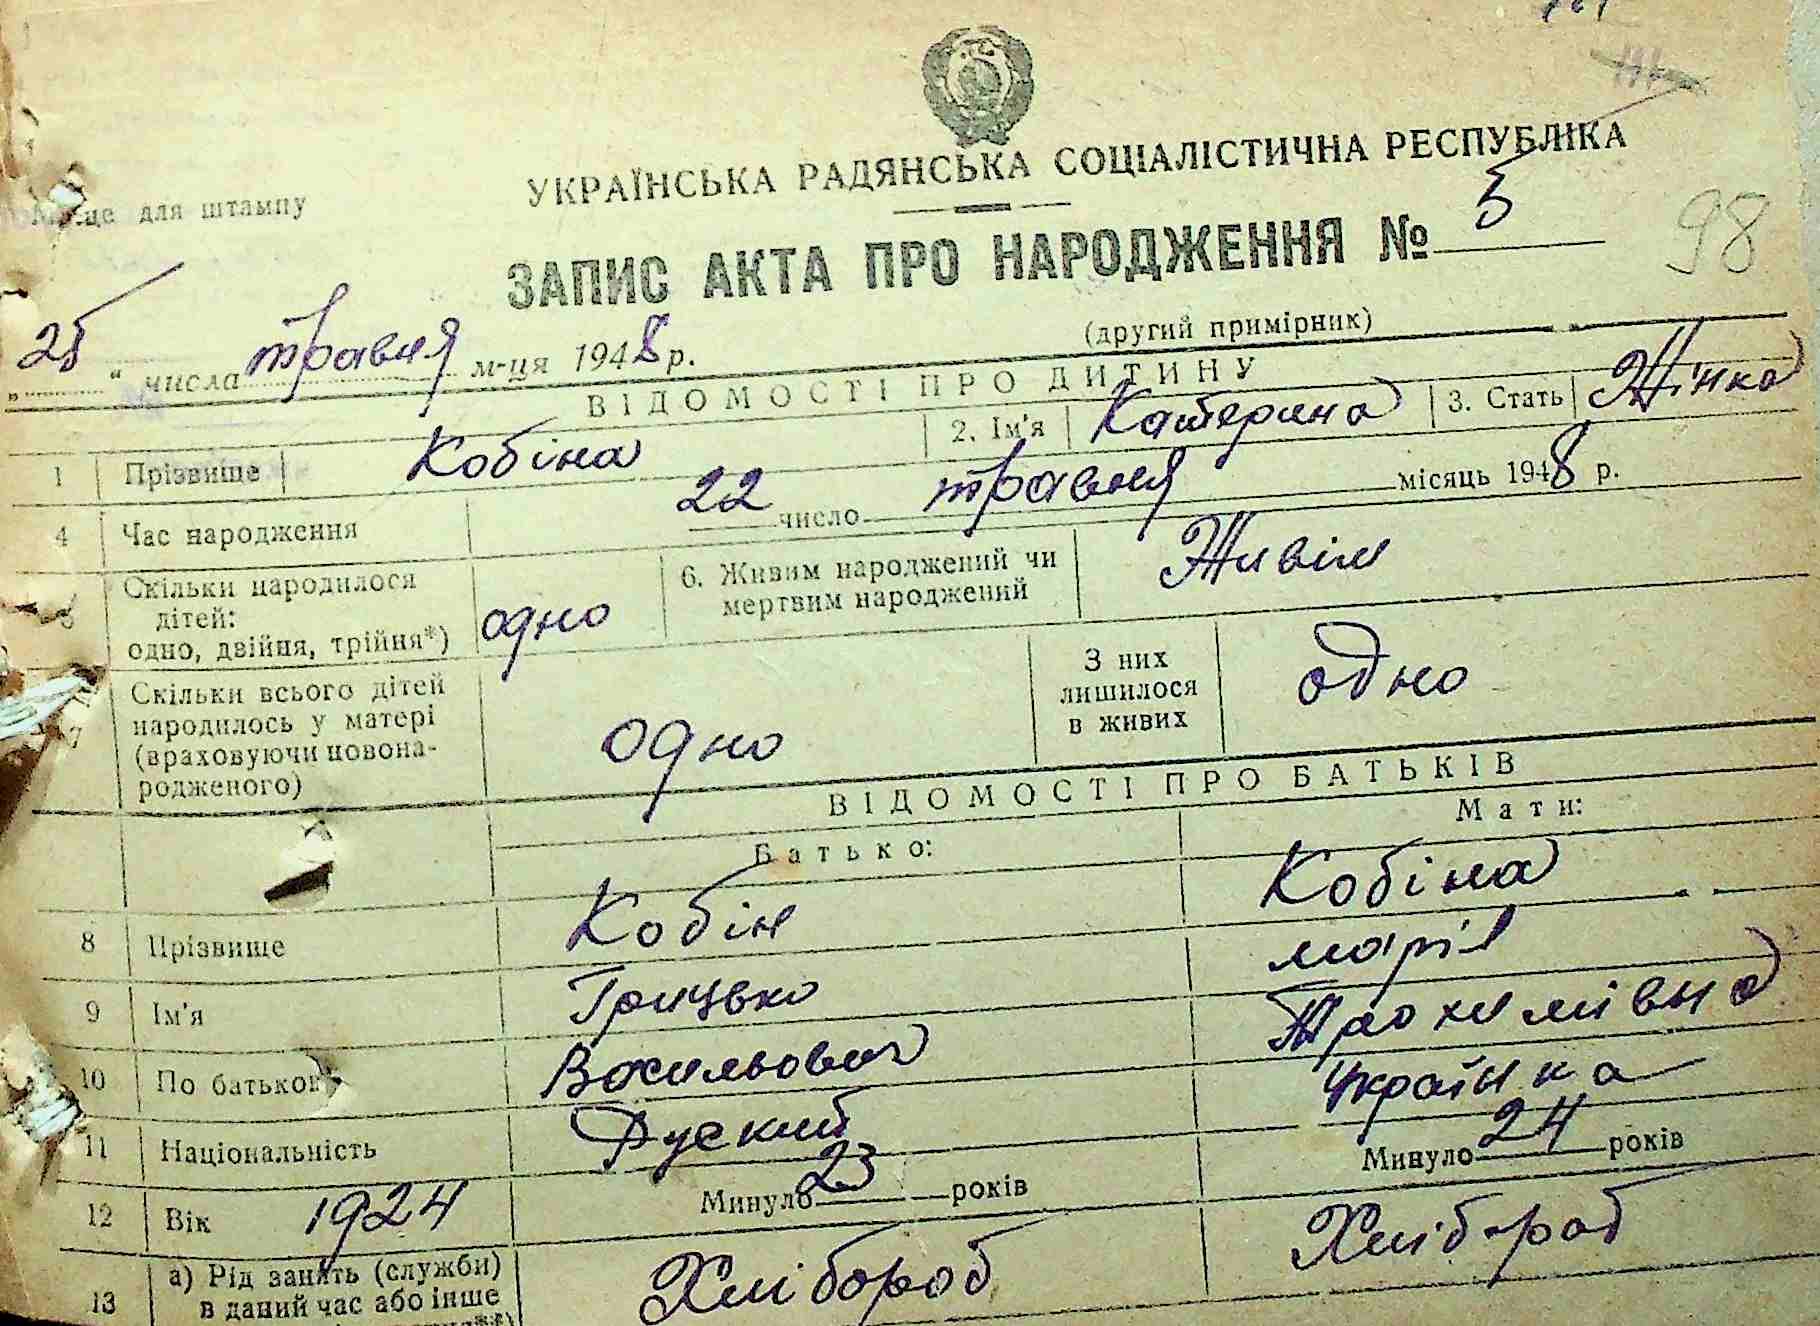 УКРАЇНСЬКА РАДЯНСЬКА СОЦІАЛІСТИЧНА РЕСПУБЛІКА
Місце для штампу
ЗАПИС АКТА ПРО НАРОДЖЕННЯ № 5
98
(другий примірник)
„25“ числа травня м-ця 1948 р.
ВІДОМОСТІ ПРО ДИТИНУ
1 Прізвище Кобіна 2. Ім'я Катерина 3. Стать Жінка
4 Час народження 22 число травня місяць 1948 р.
5 Скільки народилося дітей: одно, двійня, трійня*) одно 6. Живим народжений чи мертвим народжений Живім
7 Скільки всього дітей народилось у матері (враховуючи новона-родженого) одно З них лишилося в живих одно
ВІДОМОСТІ ПРО БАТЬКІВ
Батько: Мати:
8 Прізвище Кобін Кобіна
9 Ім'я Грицько марія
10 По батькові Васильович Трохимівна
11 Національність Руский українка
12 Вік 1924 Минуло 23 років Минуло 24 років
13 а) Рід занять (служби) Хлібороб Хлібороб
в даний час або інше